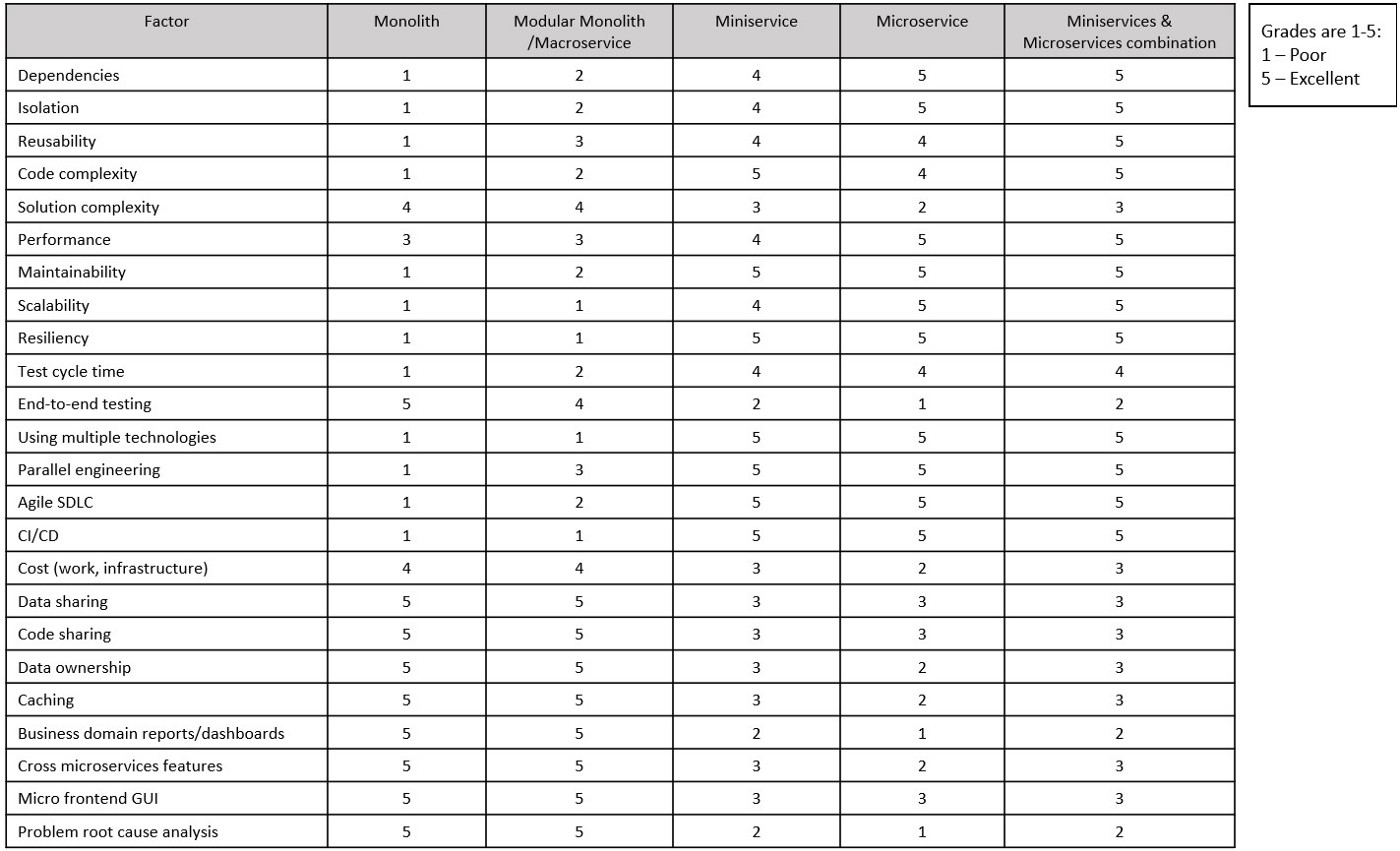 Factor Monolith Modular Monolith /Macroservice Miniservice Microservice Miniservices & Microservices combination
Dependencies 1 2 4 5 5
Isolation 1 2 4 5 5
Reusability 1 3 4 4 5
Code complexity 1 2 5 4 5
Solution complexity 4 4 3 2 3
Performance 3 3 4 5 5
Maintainability 1 2 5 5 5
Scalability 1 1 4 5 5
Resiliency 1 1 5 5 5
Test cycle time 1 2 4 4 4
End-to-end testing 5 4 2 1 2
Using multiple technologies 1 1 5 5 5
Parallel engineering 1 3 5 5 5
Agile SDLC 1 2 5 5 5
CI/CD 1 1 5 5 5
Cost (work, infrastructure) 4 4 3 2 3
Data sharing 5 5 3 3 3
Code sharing 5 5 3 3 3
Data ownership 5 5 3 2 3
Caching 5 5 3 2 3
Business domain reports/dashboards 5 5 2 1 2
Cross microservices features 5 5 3 2 3
Micro frontend GUI 5 5 3 3 3
Problem root cause analysis 5 5 2 1 2
Grades are 1-5:
1 – Poor
5 – Excellent